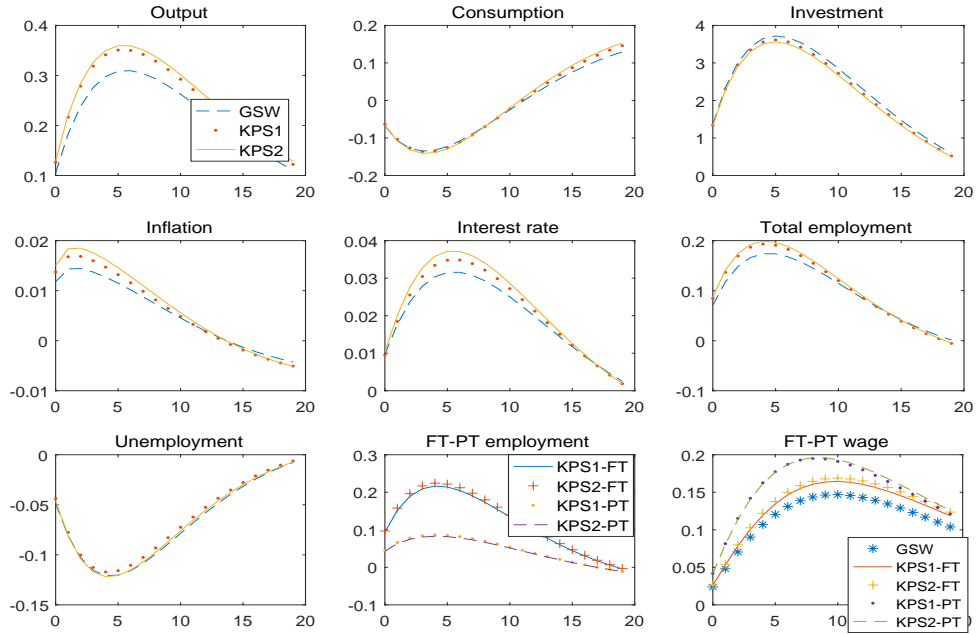 Output
0.4
0.3
0.2
0.1
0 5 10 15 20
GSW
KPS1
KPS2
Consumption
0.2
0.1
0
-0.1
-0.2
0 5 10 15 20
Investment
4
3
2
1
0
0 5 10 15 20
Inflation
0.02
0.01
0
-0.01
0 5 10 15 20
Interest rate
0.04
0.03
0.02
0.01
0
0 5 10 15 20
Total employment
0.2
0.1
0
-0.1
0 5 10 15 20
Unemployment
0
-0.05
-0.1
-0.15
0 5 10 15 20
FT-PT employment
0.3
0.2
0.1
0
-0.1
0 5 10 15 20
KPS1-FT
KPS2-FT
KPS1-PT
KPS2-PT
FT-PT wage
0.2
0.15
0.1
0.05
0
0 5 10
GSW
KPS1-FT
KPS2-FT
KPS1-PT
KPS2-PT